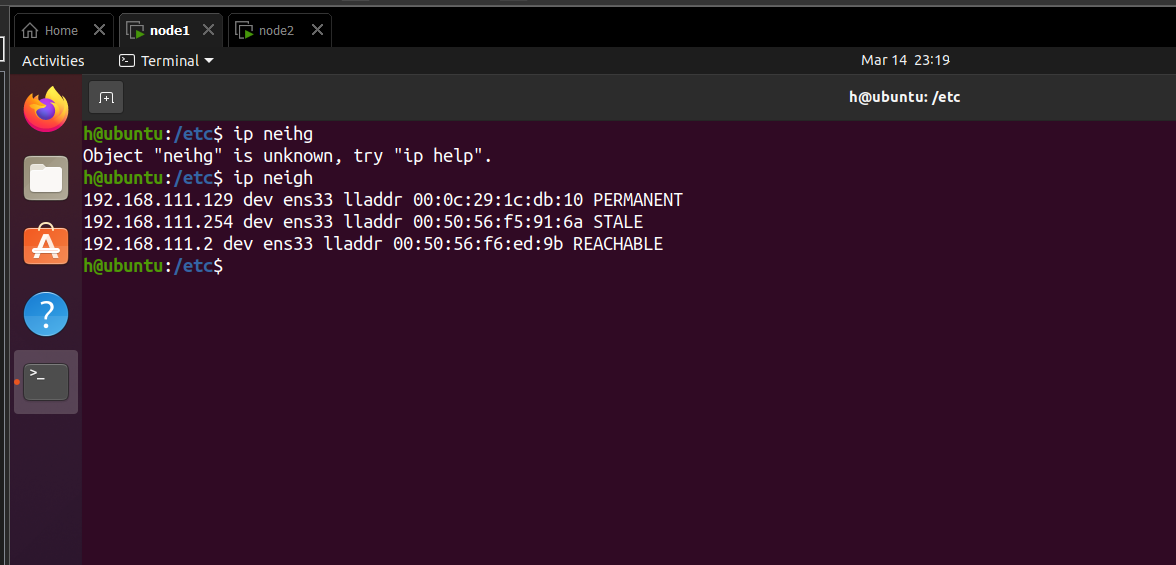 Home
node1
node2
Activities
Terminal
Mar 14 23:19
h@ubuntu: /etc
h@ubuntu:/etc$ ip neihg
Object "neihg" is unknown, try "ip help".
h@ubuntu:/etc$ ip neigh
192.168.111.129 dev ens33 lladdr 00:0c:29:1c:db:10 PERMANENT
192.168.111.254 dev ens33 lladdr 00:50:56:f5:91:6a STALE
192.168.111.2 dev ens33 lladdr 00:50:56:f6:ed:9b REACHABLE
h@ubuntu:/etc$